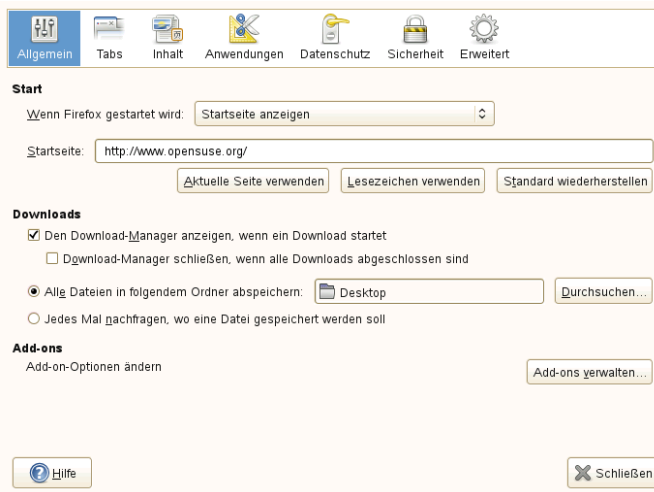 Allgemein Tabs Inhalt Anwendungen Datenschutz Sicherheit Erweitert
Start
Wenn Firefox gestartet wird: Startseite anzeigen
Startseite: http://www.opensuse.org/
Aktuelle Seite verwenden Lesezeichen verwenden Standard wiederherstellen
Downloads
Den Download-Manager anzeigen, wenn ein Download startet
Download-Manager schließen, wenn alle Downloads abgeschlossen sind
Alle Dateien in folgendem Ordner abspeichern: Desktop Durchsuchen...
Jedes Mal nachfragen, wo eine Datei gespeichert werden soll
Add-ons
Add-on-Optionen ändern
Add-ons verwalten...
Hilfe Schließen